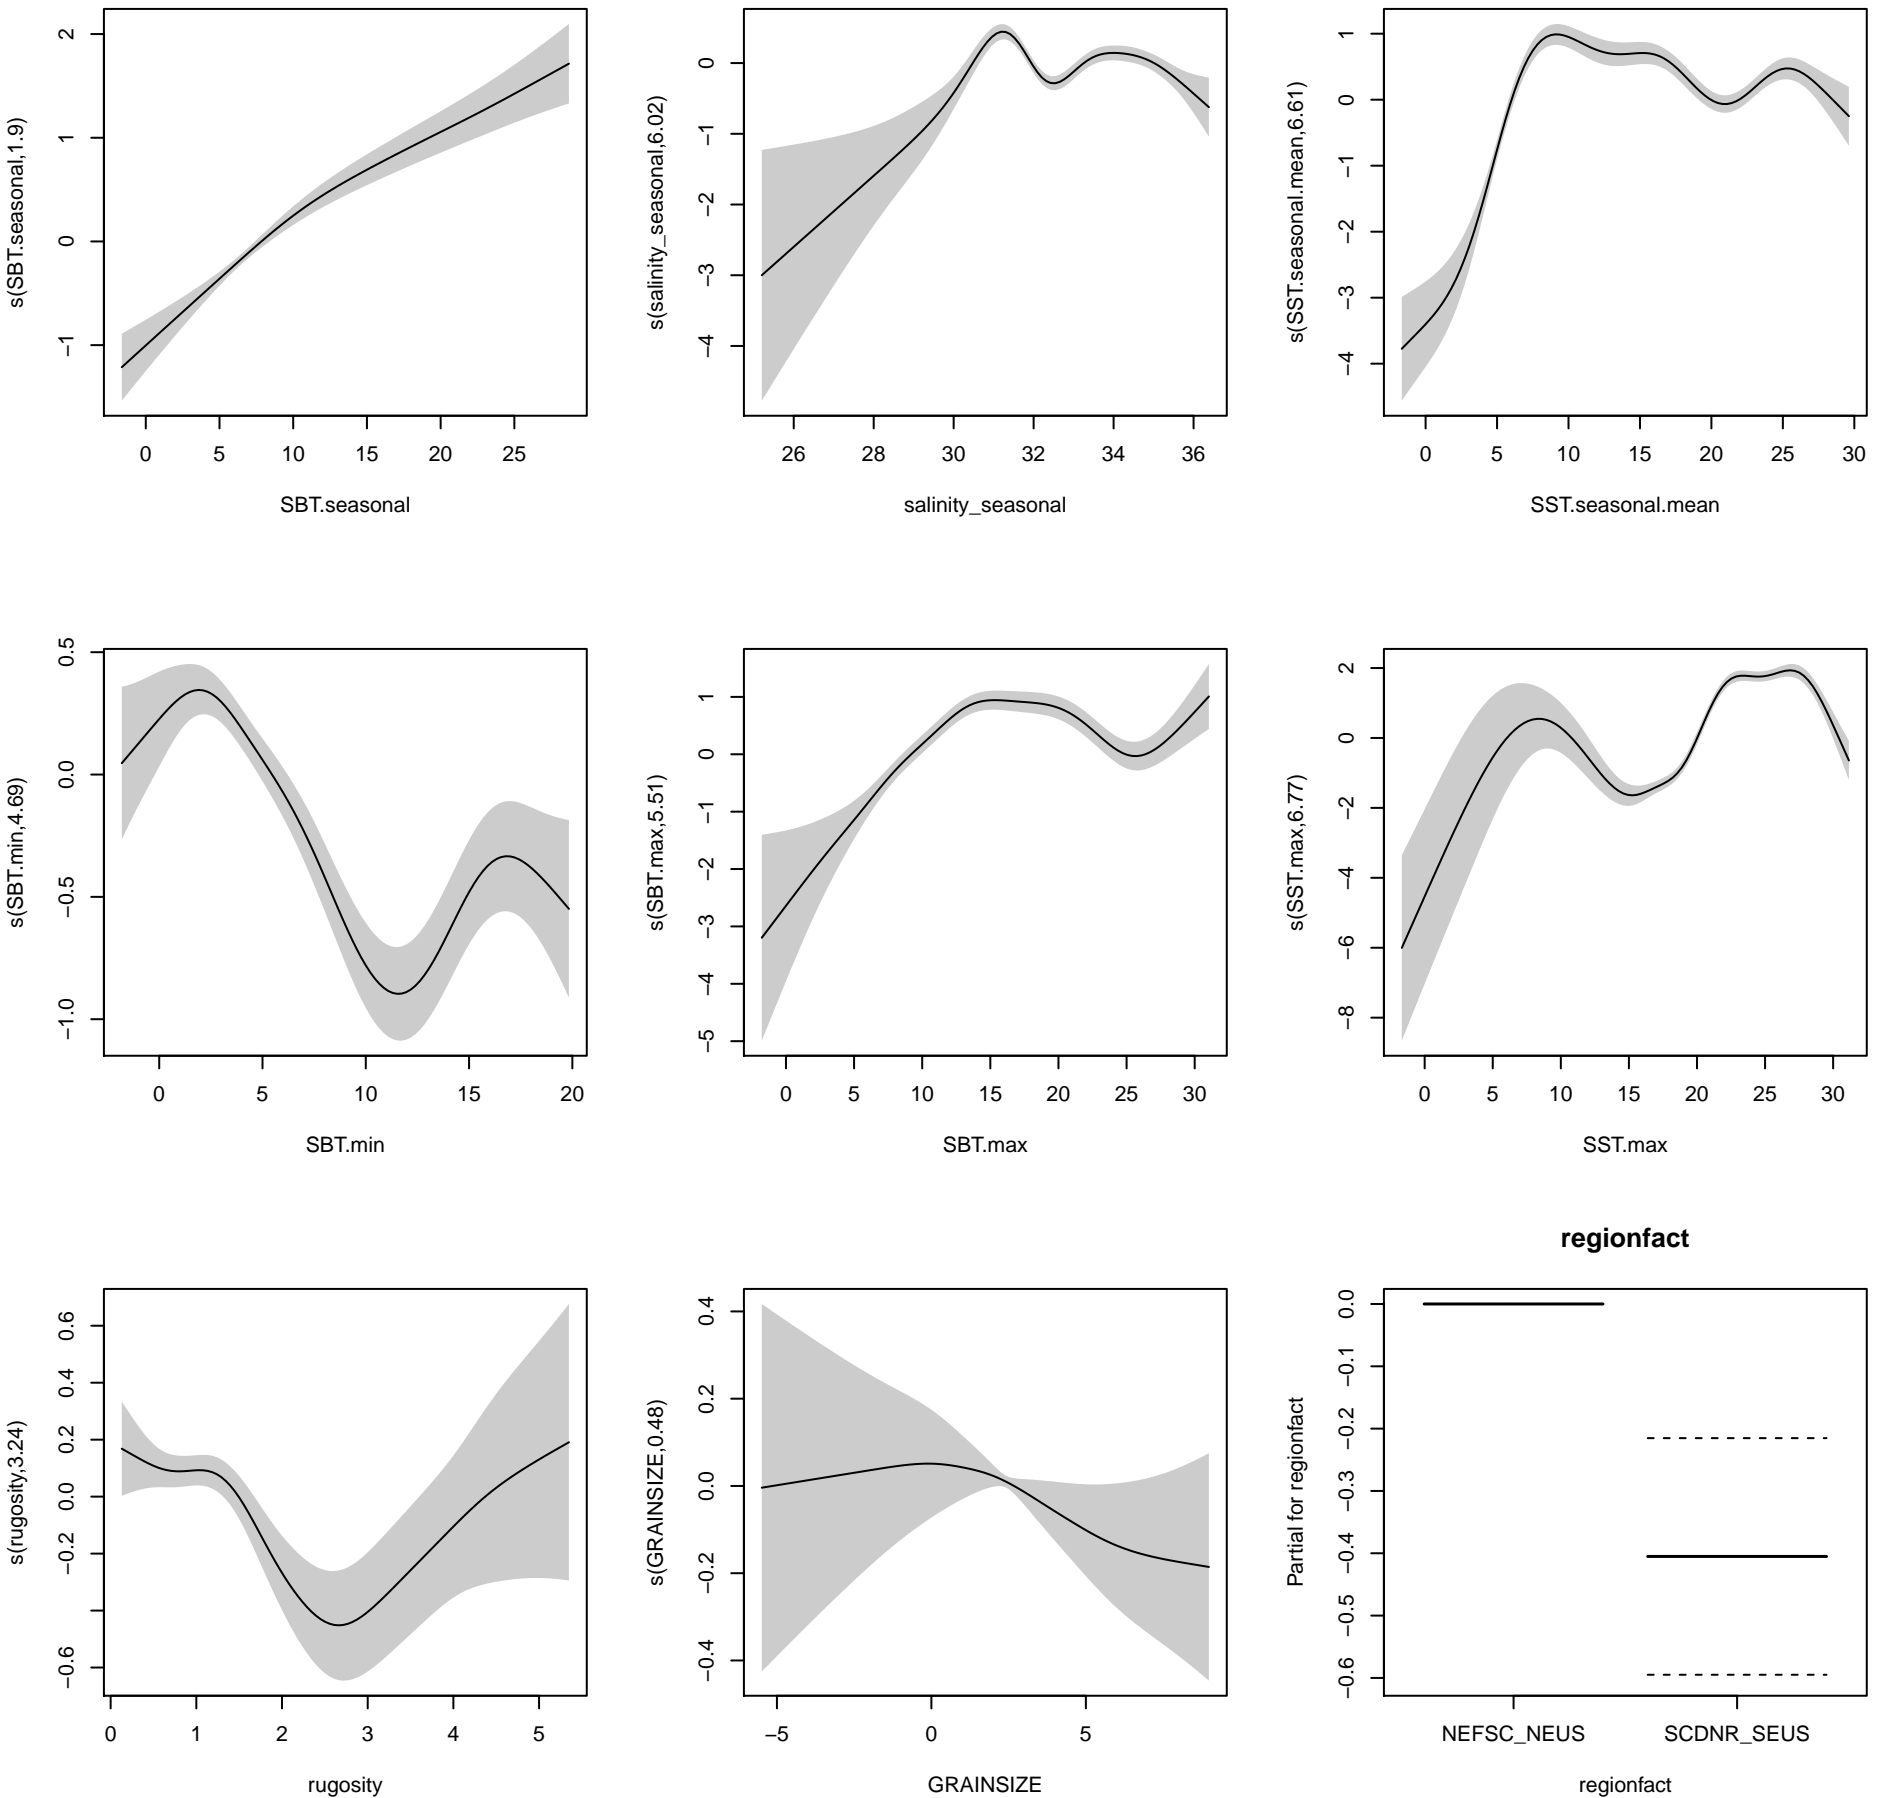 s(SBT.seasonal,1.9)
2
1
0
−1
0 5 10 15 20 25
SBT.seasonal
s(salinity_seasonal,6.02)
0
−1
−2
−3
−4
26 28 30 32 34 36
salinity_seasonal
s(SST.seasonal.mean,6.61)
1
0
−1
−2
−3
−4
0 5 10 15 20 25 30
SST.seasonal.mean
s(SBT.min,4.69)
0.5
0.0
−0.5
−1.0
0 5 10 15 20
SBT.min
s(SBT.max,5.51)
1
0
−1
−2
−3
−4
−5
0 5 10 15 20 25 30
SBT.max
s(SST.max,6.77)
2
0
−2
−4
−6
−8
0 5 10 15 20 25 30
SST.max
s(rugosity,3.24)
0.6
0.4
0.2
0.0
−0.2
−0.6
0 1 2 3 4 5
rugosity
s(GRAINSIZE,0.48)
0.4
0.2
0.0
−0.2
−0.4
−5 0 5
GRAINSIZE
regionfact
Partial for regionfact
0.0
−0.1
−0.2
−0.3
−0.4
−0.5
−0.6
NEFSC_NEUS SCDNR_SEUS
regionfact